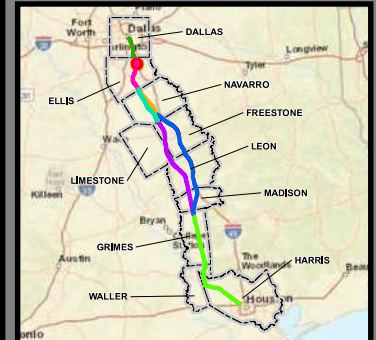 Fort Worth
Dallas
DALLAS
Arlington
Longview
Tyler
NAVARRO
ELLIS
FREESTONE
LEON
LIMESTONE
Killeen
MADISON
Bryan
GRIMES
The Woodlands
HARRIS
Austin
WALLER
Houston